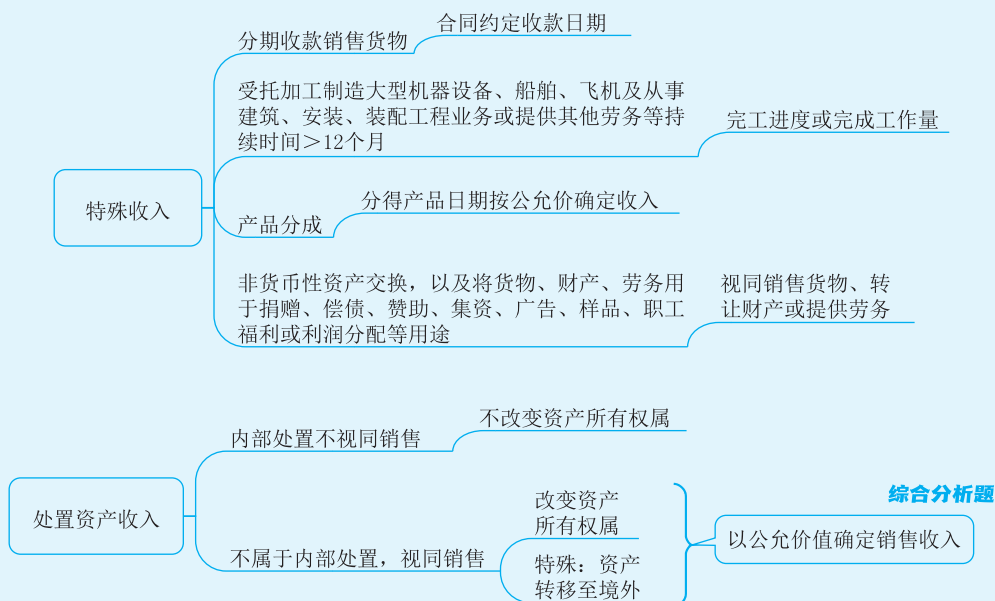 分期收款销售货物
合同约定收款日期
受托加工制造大型机器设备、船舶、飞机及从事
建筑、安装、装配工程业务或提供其他劳务等持
续时间＞12个月
完工进度或完成工作量
特殊收入
产品分成
分得产品日期按公允价确定收入
非货币性资产交换，以及将货物、财产、劳务用
于捐赠、偿债、赞助、集资、广告、样品、职工
福利或利润分配等用途
视同销售货物、转
让财产或提供劳务
内部处置不视同销售
不改变资产所有权属
处置资产收入
不属于内部处置，视同销售
改变资产
所有权属
特殊：资产
转移至境外
综合分析题
以公允价值确定销售收入